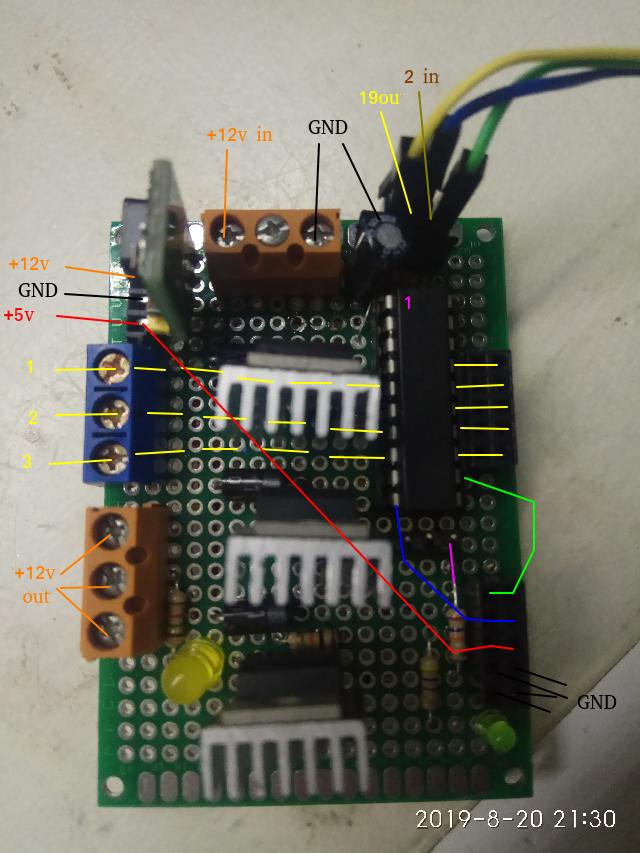 2 in
19ou
GND
+12v in
+12v
GND
+5v
1
1
2
3
+12v
out
GND
2019-8-20 21:30